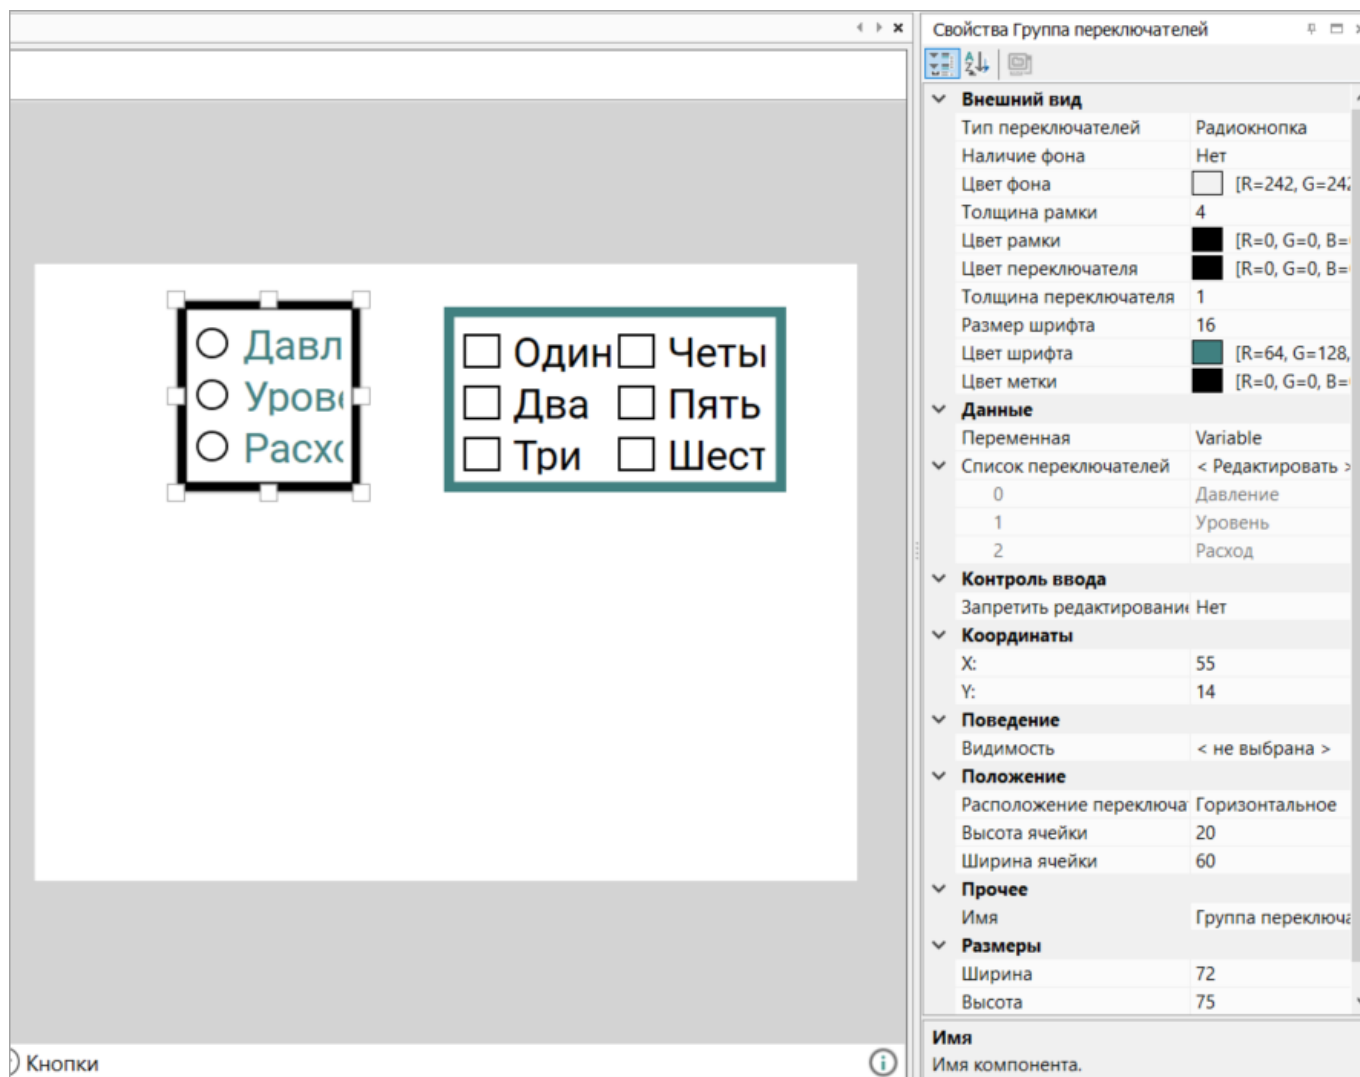 Свойства Группа переключателей
Внешний вид
Тип переключателей Радиокнопка
Наличие фона Нет
Цвет фона [R=242, G=242
Толщина рамки 4
Цвет рамки [R=0, G=0, B=
Цвет переключателя [R=0, G=0, B=
Толщина переключателя 1
Размер шрифта 16
Цвет шрифта [R=64, G=128,
Цвет метки [R=0, G=0, B=
Данные
Переменная Variable
Список переключателей < Редактировать >
0 Давление
1 Уровень
2 Расход
Контроль ввода
Запретить редактировани Нет
Координаты
X: 55
Y: 14
Поведение
Видимость < не выбрана >
Положение
Расположение переключа Горизонтальное
Высота ячейки 20
Ширина ячейки 60
Прочее
Имя Группа переключа
Размеры
Ширина 72
Высота 75
Имя
Имя компонента.
Давл
Урове
Расхо
Один Четы
Два Пять
Три Шест
Кнопки